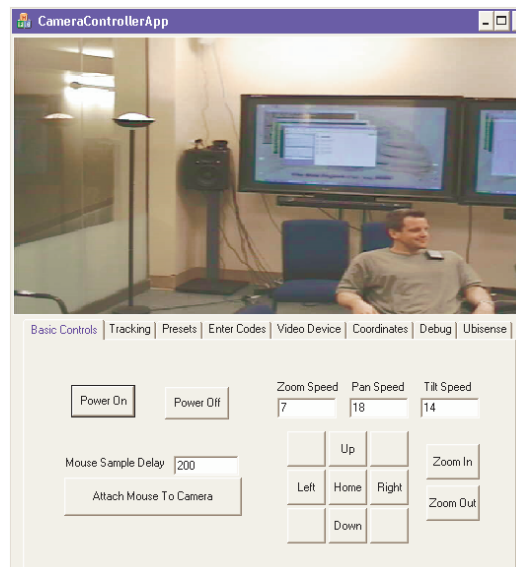 CameraControllerApp
Basic Controls Tracking Presets Enter Codes Video Device Coordinates Debug Ubisense
Zoom Speed Pan Speed Tilt Speed
Power On Power Off 7 18 14
Up
Mouse Sample Delay 200 Zoom In
Attach Mouse To Camera Left Home Right
Zoom Out
Down